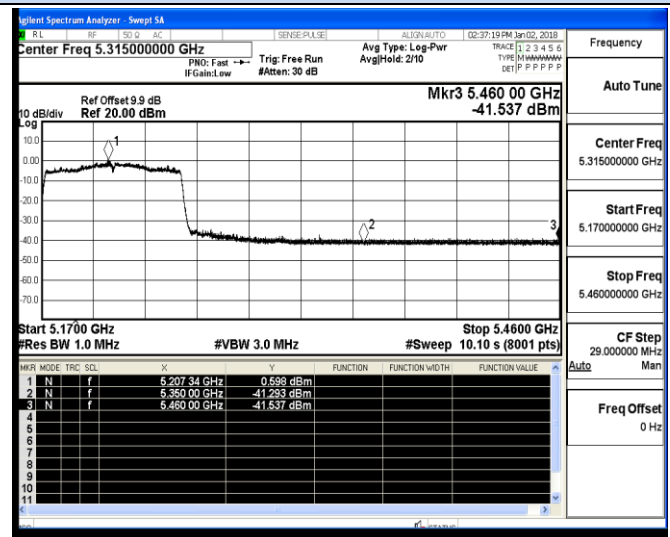 Agilent Spectrum Analyzer - Swept SA
RL RF 50 Ω AC SENSE:PULSE ALIGNAUTO 02:37:19 PM Jan 02, 2018
Center Freq 5.315000000 GHz Avg Type: Log-Pwr TRACE 1 2 3 4 5 6 Frequency
PNO: Fast Trig: Free Run Avg|Hold: 2/10 TYPE M WWWWW
IFGain:Low #Atten: 30 dB DET P P P P P P
Mkr3 5.460 00 GHz Auto Tune
Ref Offset 9.9 dB
10 dB/div Ref 20.00 dBm -41.537 dBm
Log
10.0 1
0.00
-10.0
-20.0
-30.0 2 3
-40.0
-50.0
-60.0
-70.0
Center Freq
5.315000000 GHz
Start Freq
5.170000000 GHz
Stop Freq
5.460000000 GHz
Start 5.1700 GHz Stop 5.4600 GHz
#Res BW 1.0 MHz #VBW 3.0 MHz #Sweep 10.10 s (8001 pts)
CF Step
29.000000 MHz
Auto Man
MKR MODE TRC SCL X Y FUNCTION FUNCTION WIDTH FUNCTION VALUE
1 N f 5.207 34 GHz 0.598 dBm
2 N f 5.350 00 GHz -41.293 dBm
3 N f 5.460 00 GHz -41.537 dBm
4
5
6
7
8
9
10
11
Freq Offset
0 Hz
STATUS